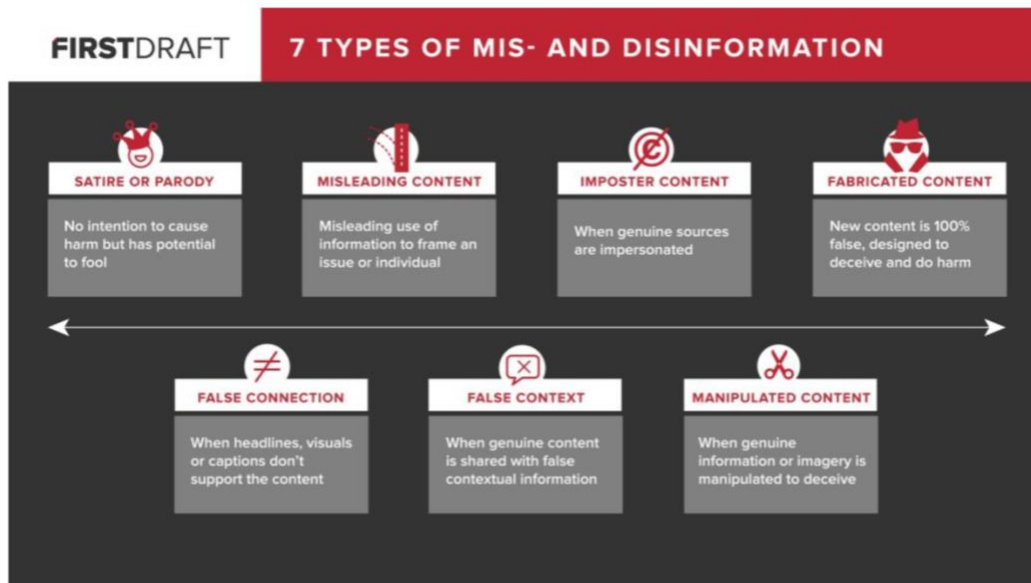 FIRSTDRAFT
7 TYPES OF MIS- AND DISINFORMATION
SATIRE OR PARODY
No intention to cause
harm but has potential
to fool
MISLEADING CONTENT
Misleading use of
information to frame an
issue or individual
IMPOSTER CONTENT
When genuine sources
are impersonated
FABRICATED CONTENT
New content is 100%
false, designed to
deceive and do harm
FALSE CONNECTION
When headlines, visuals
or captions don't
support the content
FALSE CONTEXT
When genuine content
is shared with false
contextual information
MANIPULATED CONTENT
When genuine
information or imagery is
manipulated to deceive